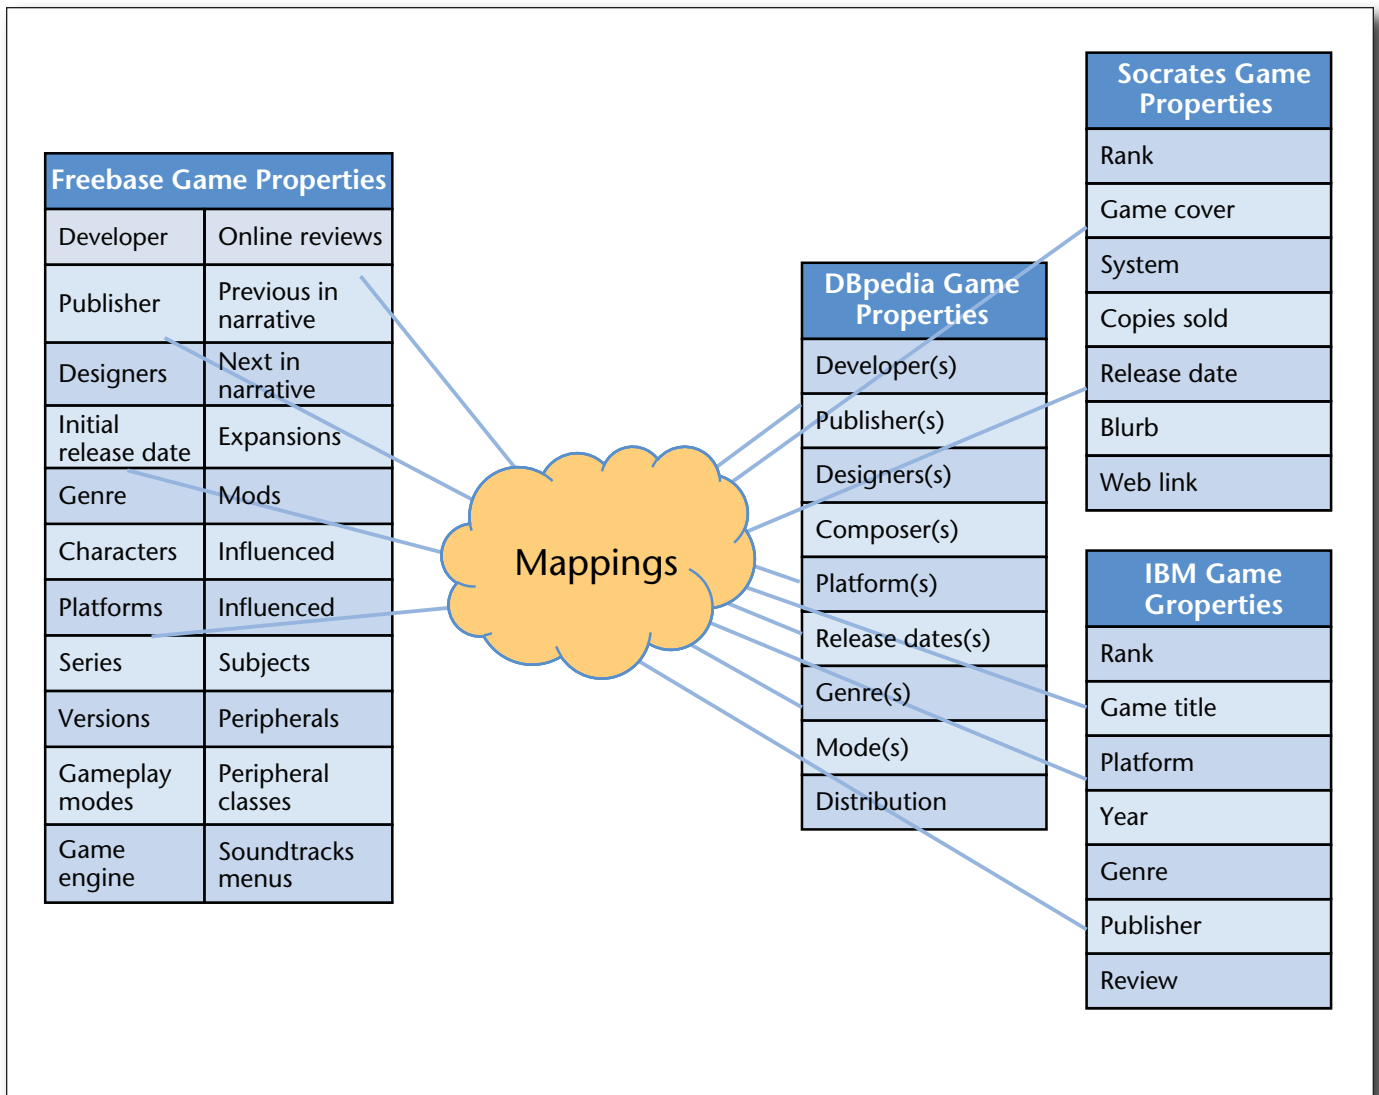 Freebase Game Properties
Developer
Online reviews
Publisher
Previous in
narrative
Designers
Next in
narrative
Initial
release date
Expansions
Genre
Mods
Characters
Influenced
Platforms
Influenced
Series
Subjects
Versions
Peripherals
Gameplay
modes
Peripheral
classes
Game
engine
Soundtracks
menus
Mappings
DBpedia Game
Properties
Developer(s)
Publisher(s)
Designers(s)
Composer(s)
Platform(s)
Release dates(s)
Genre(s)
Mode(s)
Distribution
Socrates Game
Properties
Rank
Game cover
System
Copies sold
Release date
Blurb
Web link
IBM Game
Groperties
Rank
Game title
Platform
Year
Genre
Publisher
Review